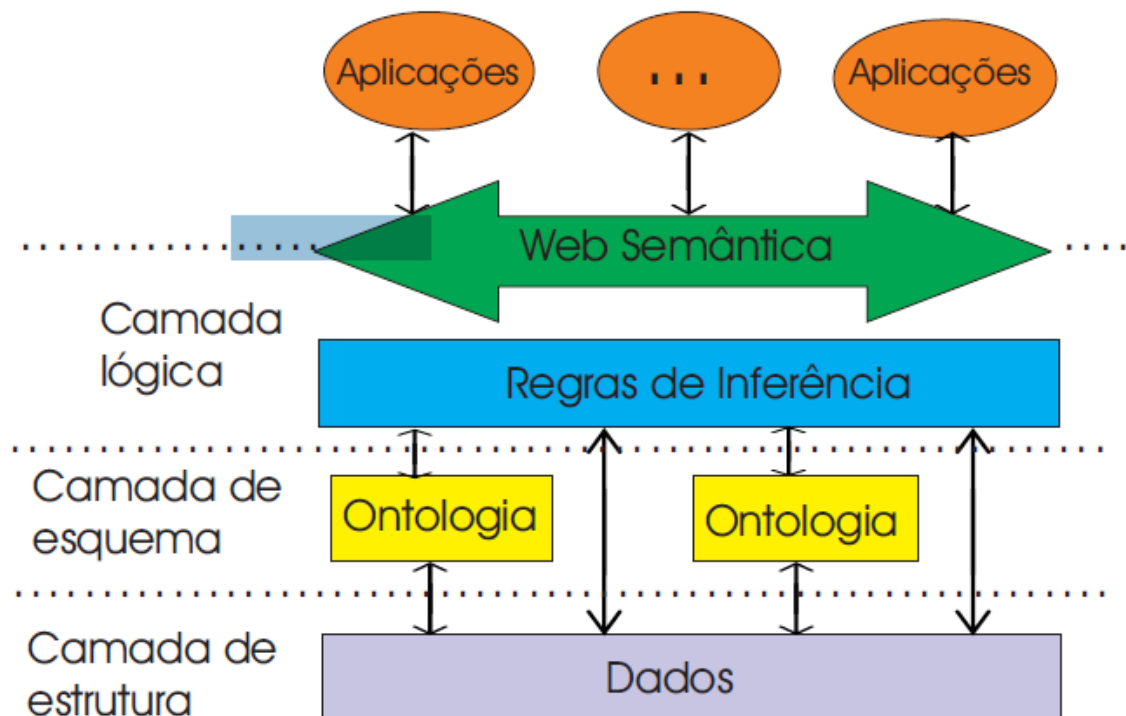 Aplicações
...
Aplicações
Web Semântica
Camada
lógica
Regras de Inferência
Camada de
esquema
Ontologia
Ontologia
Camada de
estrutura
Dados